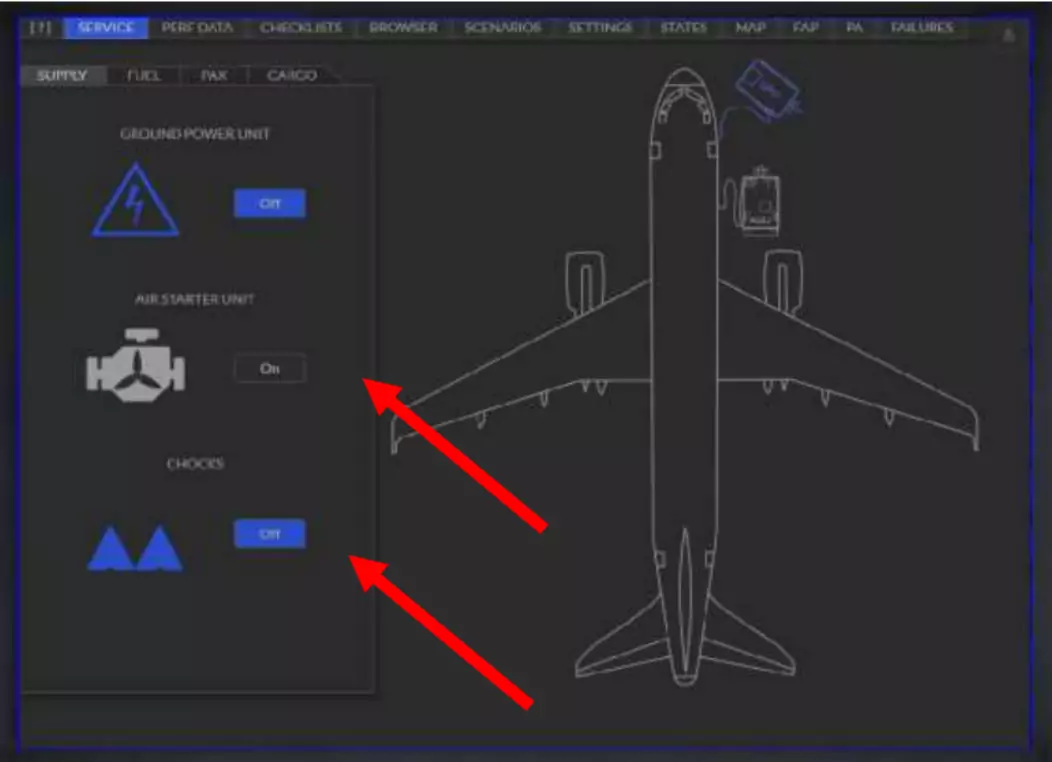 [?] SERVICE PERF DATA CHECKLISTS BROWSER SCENARIOS SETTINGS STATES MAP FAP PA FAILURES
SUPPLY FUEL PAX CARGO
GROUND POWER UNIT
Off
AIR STARTER UNIT
On
CHOCKS
Off